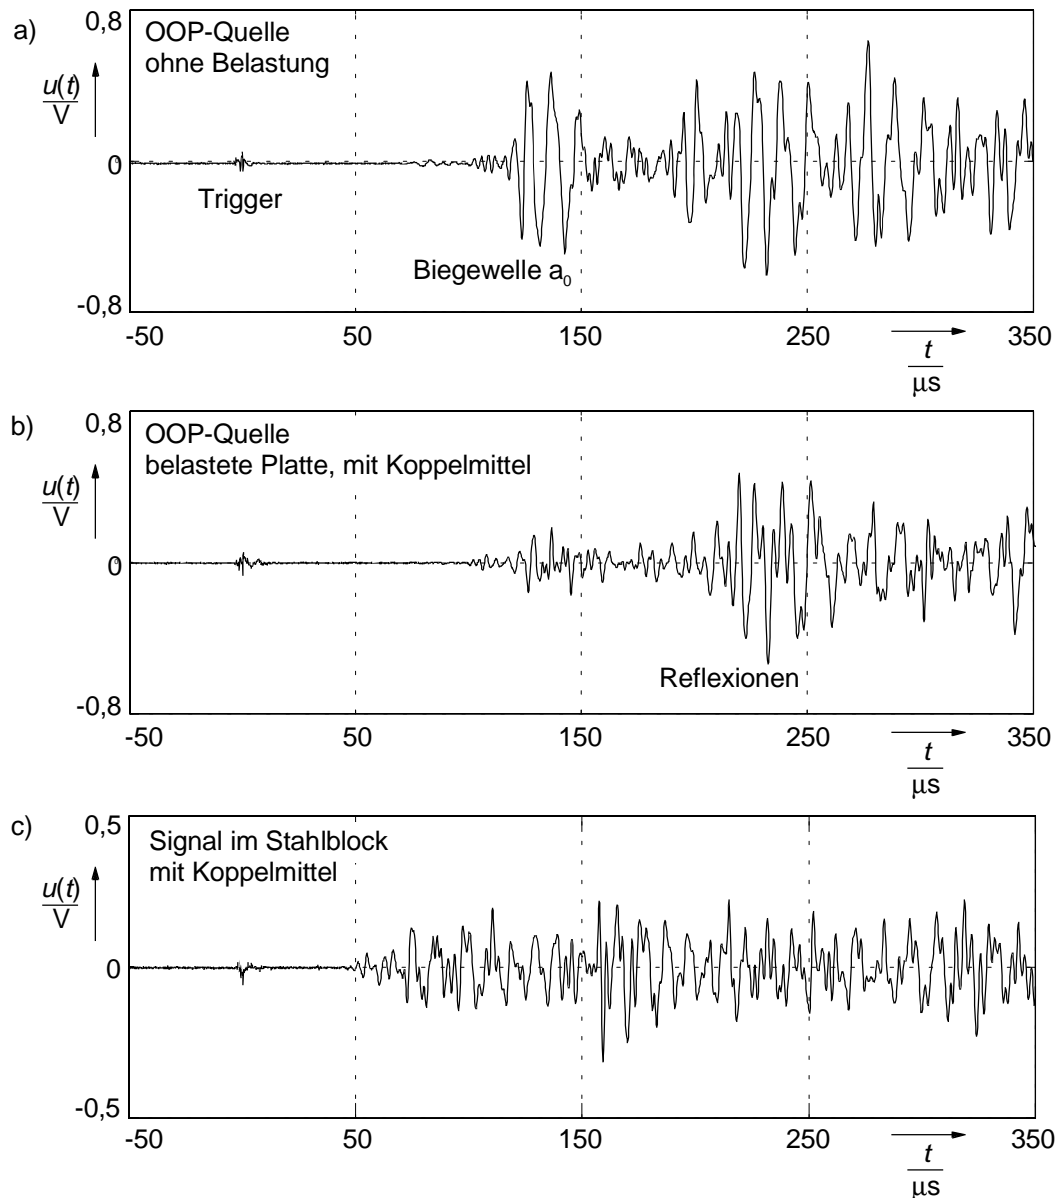 a)
0,8
OOP-Quelle
ohne Belastung
u(t)
V
0
Trigger
Biegewelle a₀
-0,8
-50 50 150 250 350
t
μs
b)
0,8
OOP-Quelle
belastete Platte, mit Koppelmittel
u(t)
V
0
Reflexionen
-0,8
-50 50 150 250 350
t
μs
c)
0,5
Signal im Stahlblock
mit Koppelmittel
u(t)
V
0
-0,5
-50 50 150 250 350
t
μs